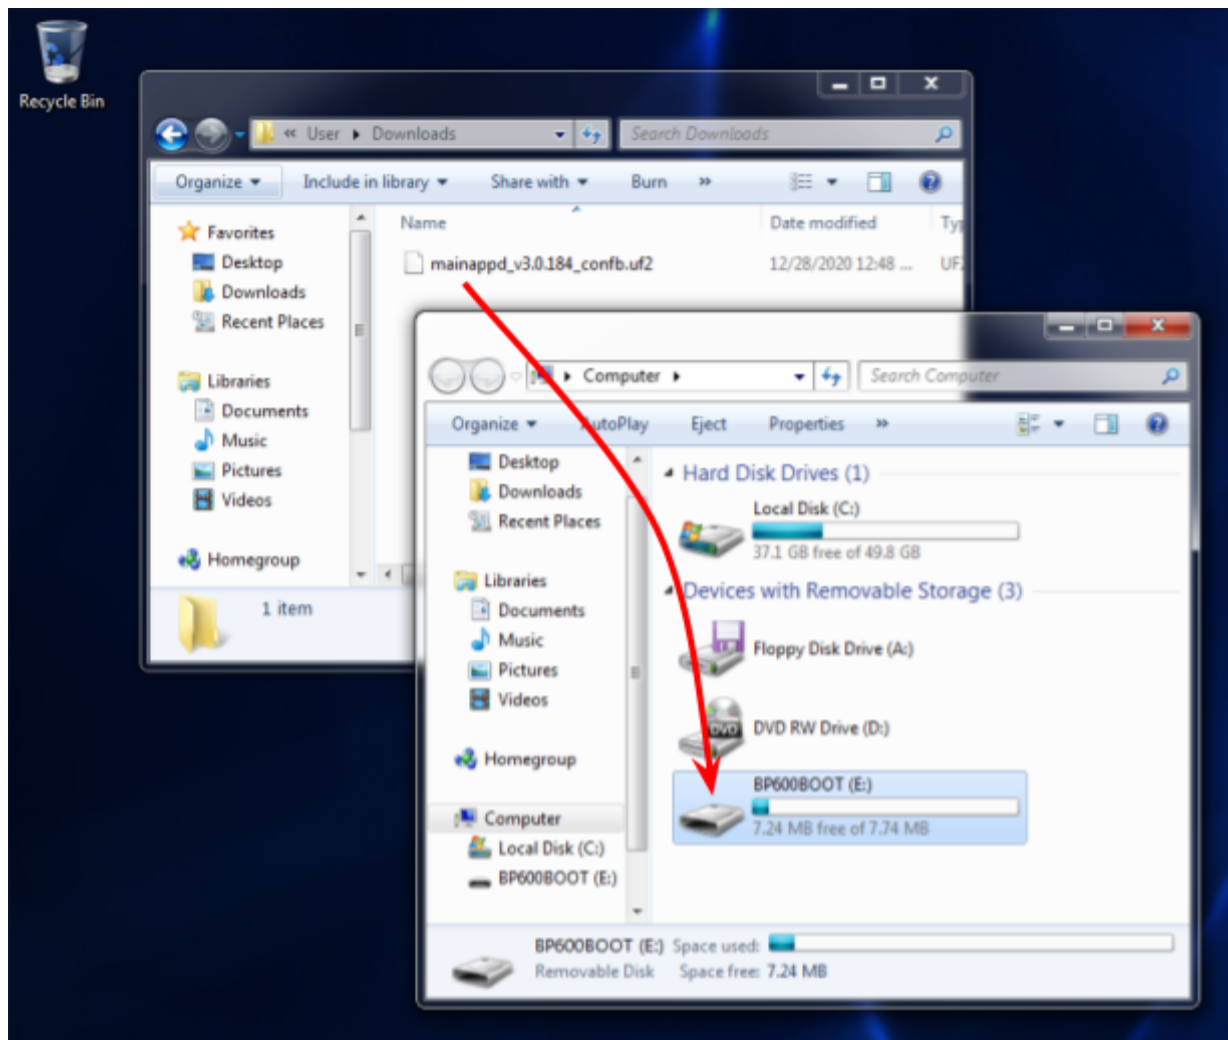 Recycle Bin
« User ▸ Downloads
Search Downloads
Organize
Include in library
Share with
Burn
»
Favorites
Desktop
Downloads
Recent Places
Libraries
Documents
Music
Pictures
Videos
Homegroup
1 item
Name
Date modified
mainappd_v3.0.184_confb.uf2
12/28/2020 12:48 ...
Computer
Search Computer
Organize
AutoPlay
Eject
Properties
»
Desktop
Downloads
Recent Places
Libraries
Documents
Music
Pictures
Videos
Homegroup
Computer
Local Disk (C:)
BP600BOOT (E:)
Hard Disk Drives (1)
Local Disk (C:)
37.1 GB free of 49.8 GB
Devices with Removable Storage (3)
Floppy Disk Drive (A:)
DVD
DVD RW Drive (D:)
BP600BOOT (E:)
7.24 MB free of 7.74 MB
BP600BOOT (E:) Space used:
Removable Disk Space free: 7.24 MB